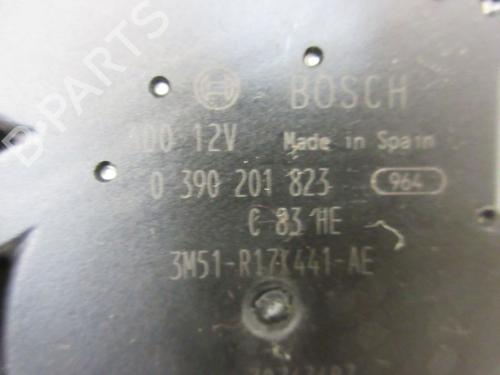 BOSCH
12V Made in Spain
0 390 201 823 964
C 83 HE
3M51-R17K441-AE